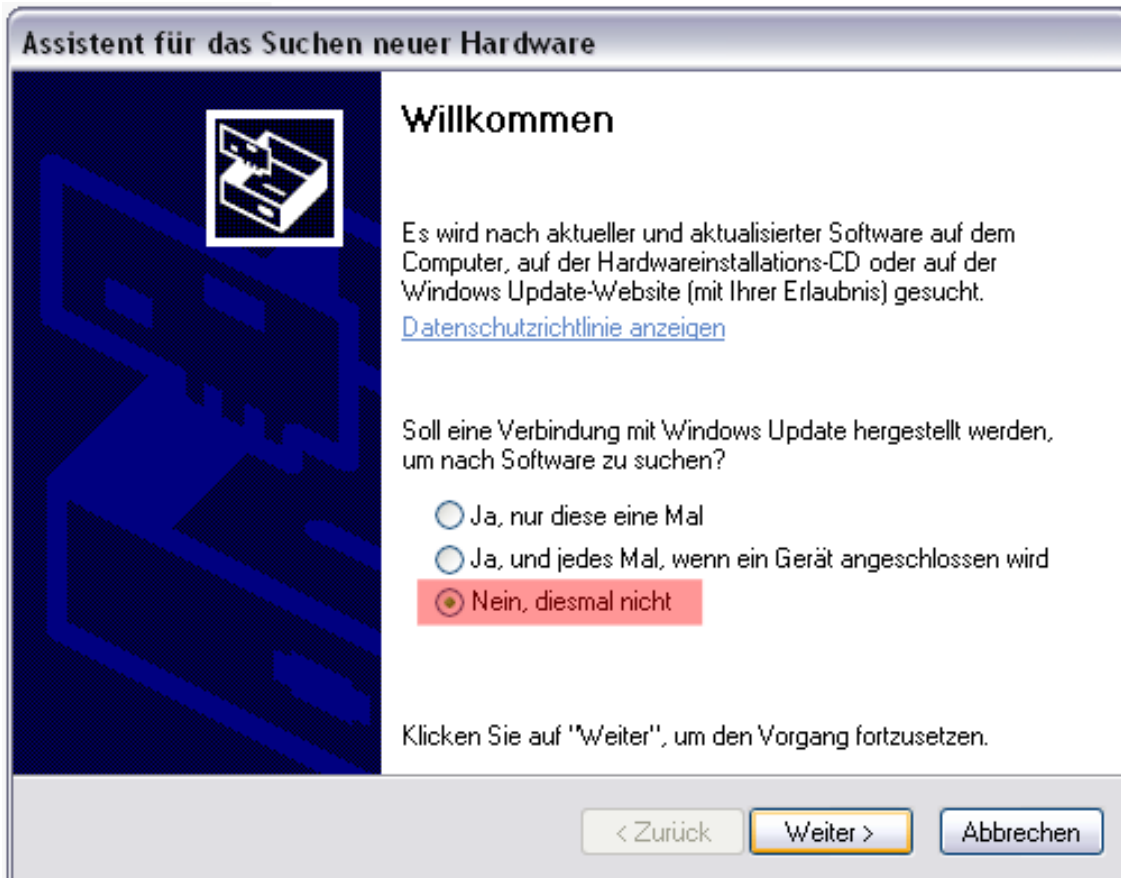 Assistent für das Suchen neuer Hardware
Willkommen
Es wird nach aktueller und aktualisierter Software auf dem
Computer, auf der Hardwareinstallations-CD oder auf der
Windows Update-Website (mit Ihrer Erlaubnis) gesucht.
Datenschutzrichtlinie anzeigen
Soll eine Verbindung mit Windows Update hergestellt werden,
um nach Software zu suchen?
Ja, nur diese eine Mal
Ja, und jedes Mal, wenn ein Gerät angeschlossen wird
Nein, diesmal nicht
Klicken Sie auf "Weiter", um den Vorgang fortzusetzen.
< Zurück Weiter > Abbrechen